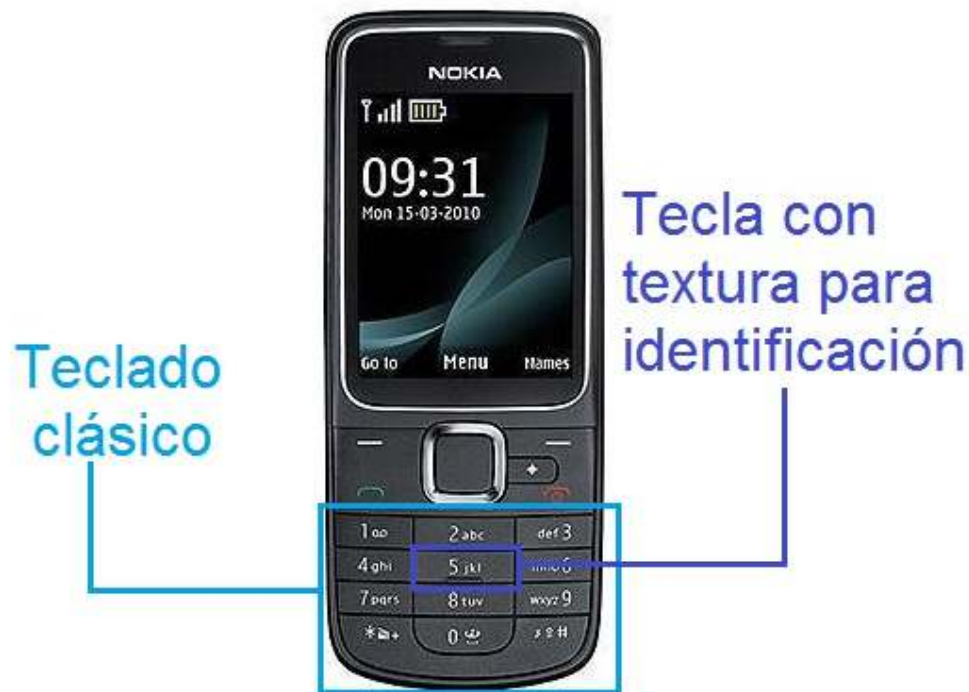 NOKIA
09:31
Mon 15-03-2010
Go to Menu Names
Tecla con
textura para
identificación
Teclado
clásico
1 2abc def3
4ghi 5jkl mno6
7pqrs 8tuv wxyz9
*+ 0 #